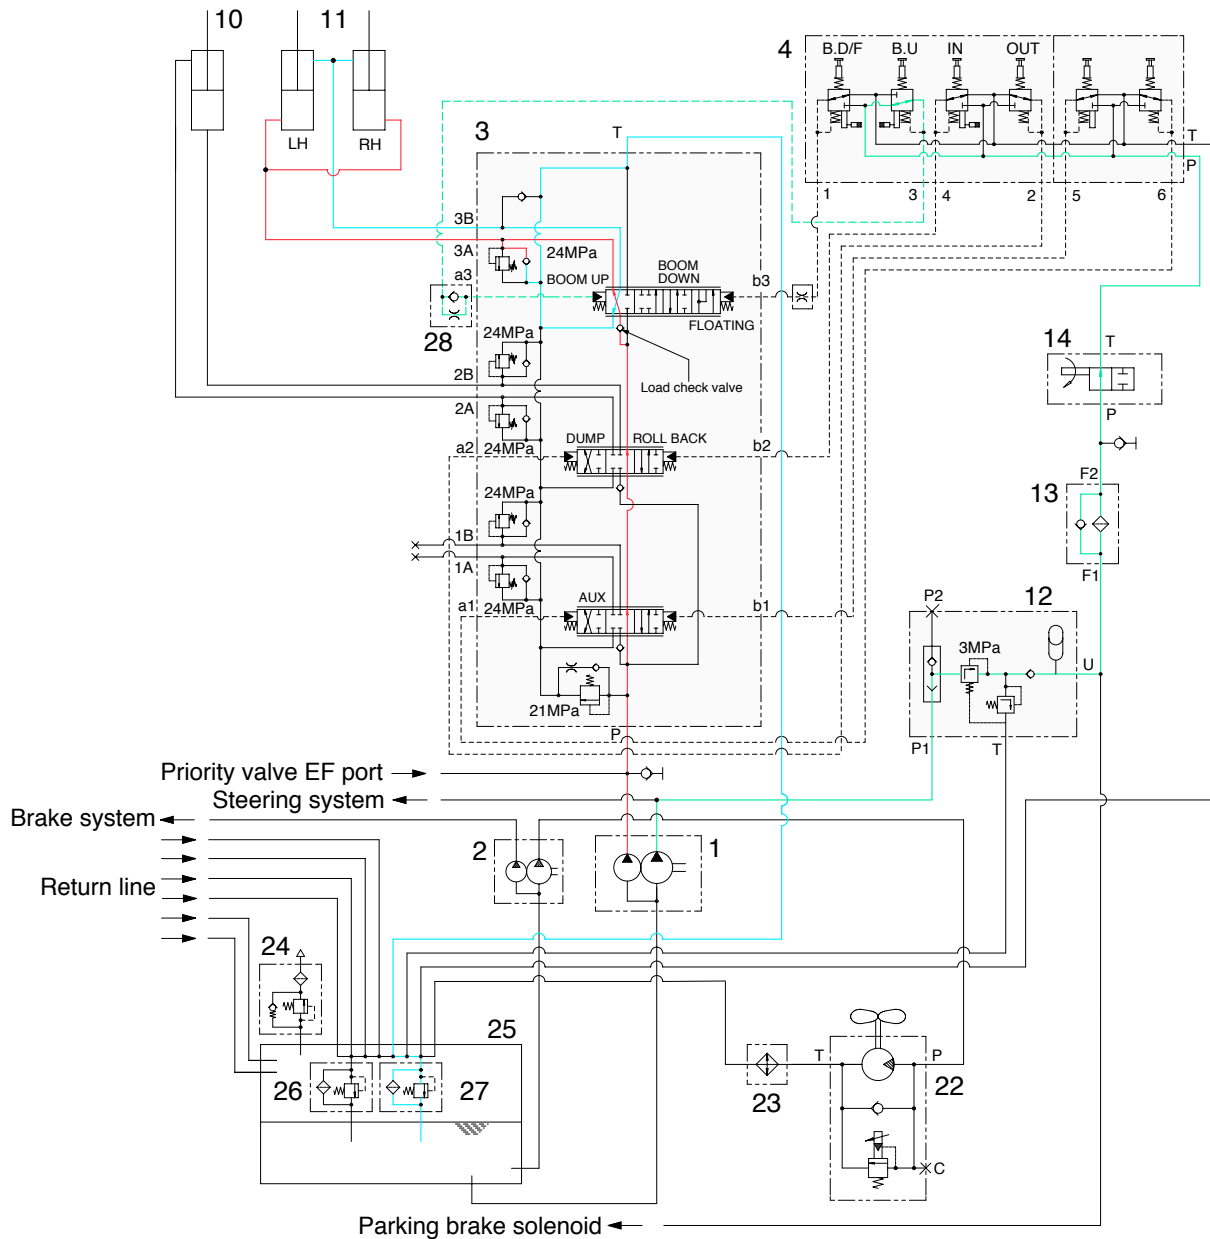 10
11
4
B.D/F
B.U
IN
OUT
LH
RH
3
T
T
P
1
3
4
2
5
6
3B
3A
24MPa
BOOM UP
BOOM
DOWN
a3
b3
FLOATING
28
24MPa
14
T
Load check valve
2B
P
2A
DUMP
ROLL BACK
a2
24MPa
b2
F2
13
24MPa
1B
1A
F1
AUX
a1
24MPa
b1
P2
12
3MPa
U
21MPa
P
P1
T
Priority valve EF port
Steering system
Brake system
2
1
Return line
24
25
26
27
T
P
22
23
C
Parking brake solenoid